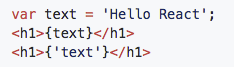 var text = 'Hello React';
<h1>{text}</h1>
<h1>{'text'}</h1>